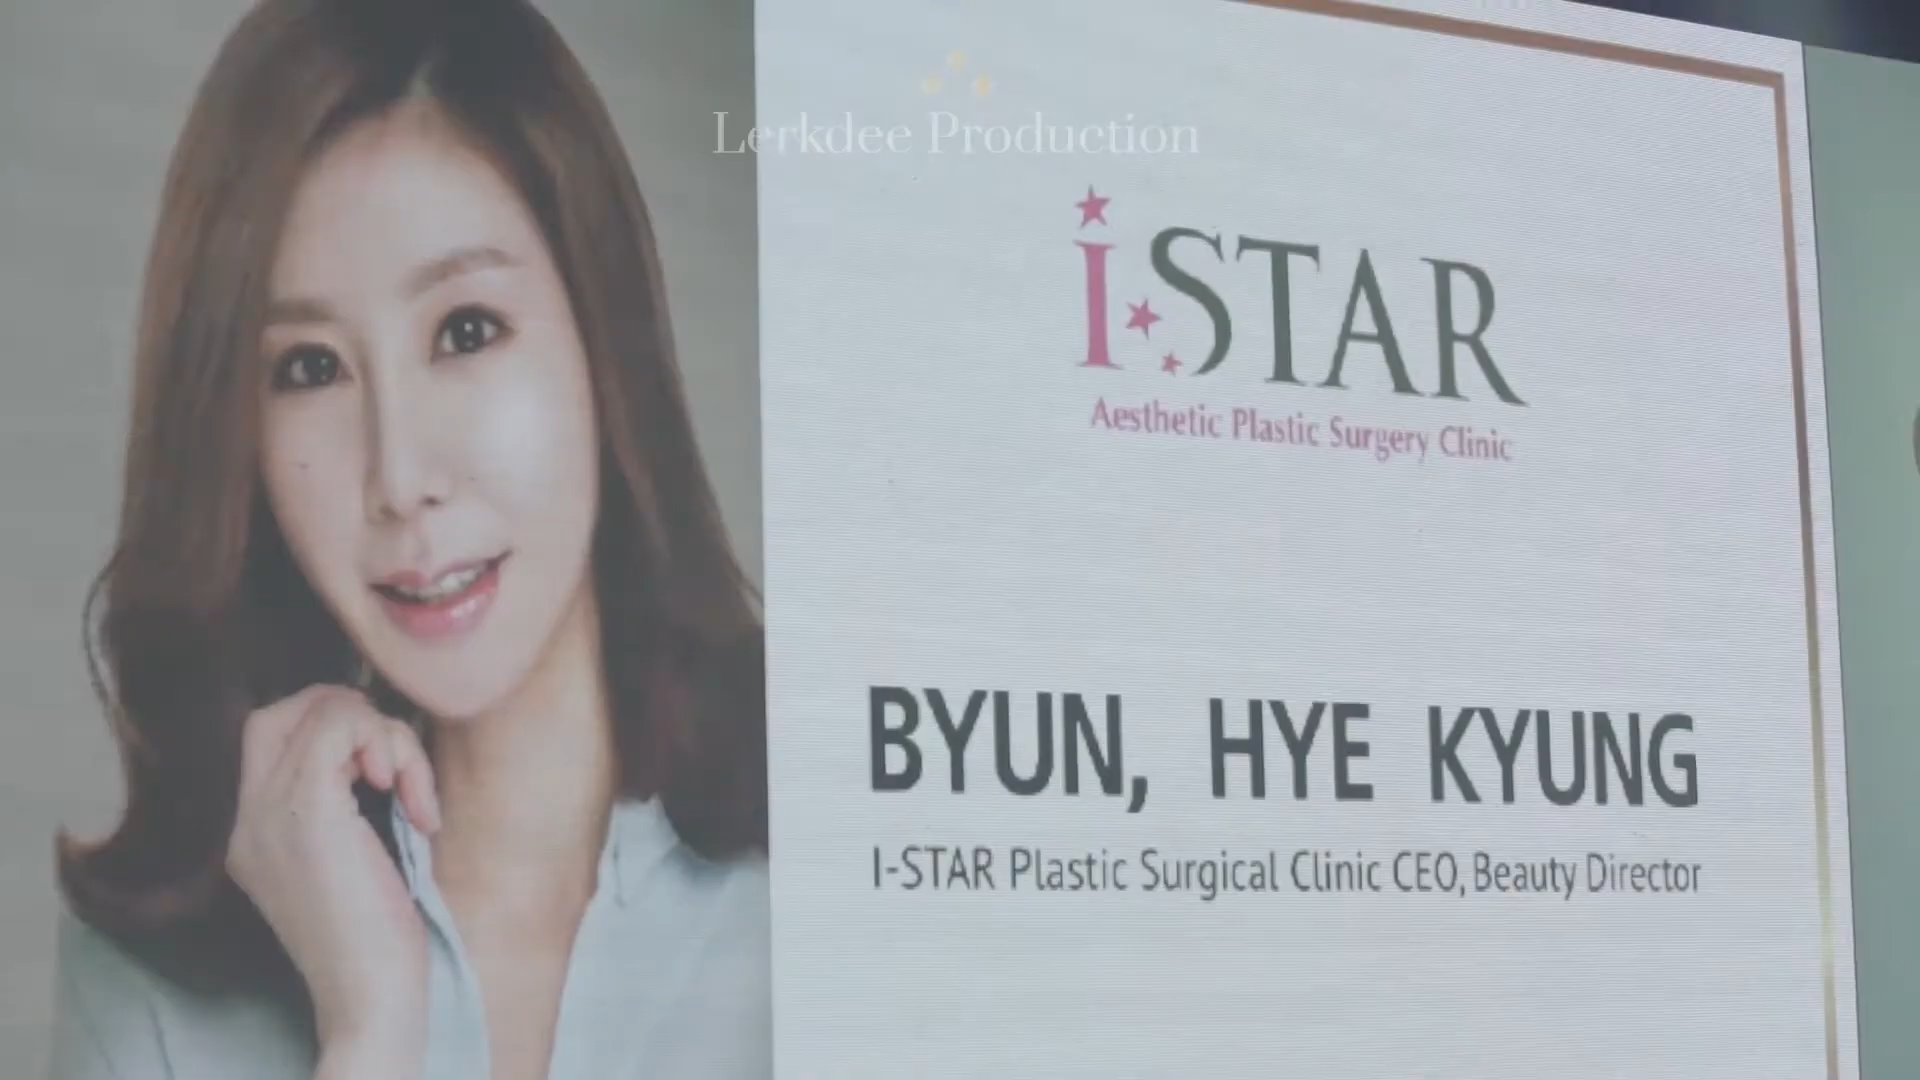 Lerkdee Production
i STAR
Aesthetic Plastic Surgery Clinic
BYUN, HYE KYUNG
I-STAR Plastic Surgical Clinic CEO, Beauty Director